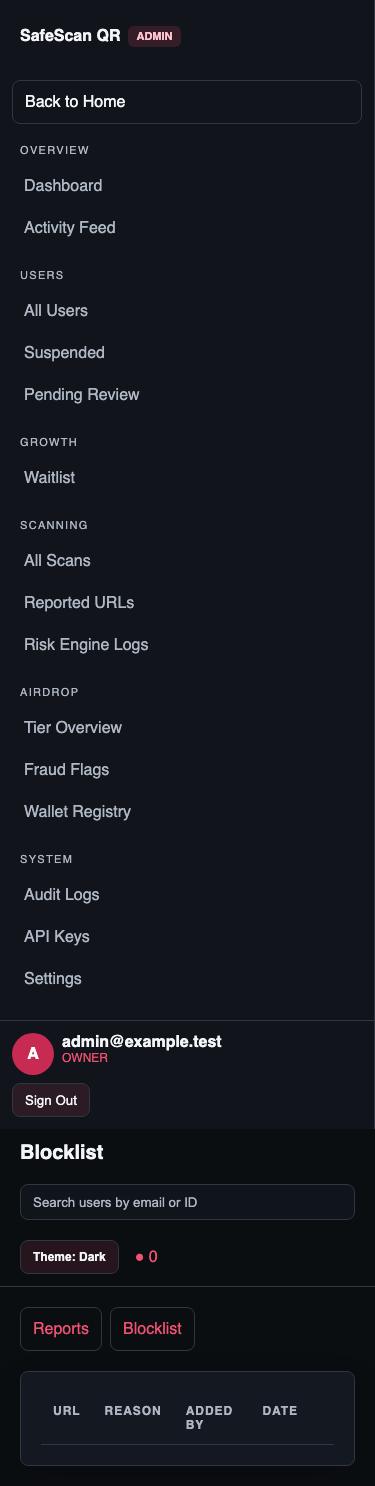 SafeScan QR ADMIN
Back to Home
OVERVIEW
Dashboard
Activity Feed
USERS
All Users
Suspended
Pending Review
GROWTH
Waitlist
SCANNING
All Scans
Reported URLs
Risk Engine Logs
AIRDROP
Tier Overview
Fraud Flags
Wallet Registry
SYSTEM
Audit Logs
API Keys
Settings
A
admin@example.test
OWNER
Sign Out
Blocklist
Search users by email or ID
Theme: Dark 0
Reports Blocklist
URL REASON ADDED BY DATE